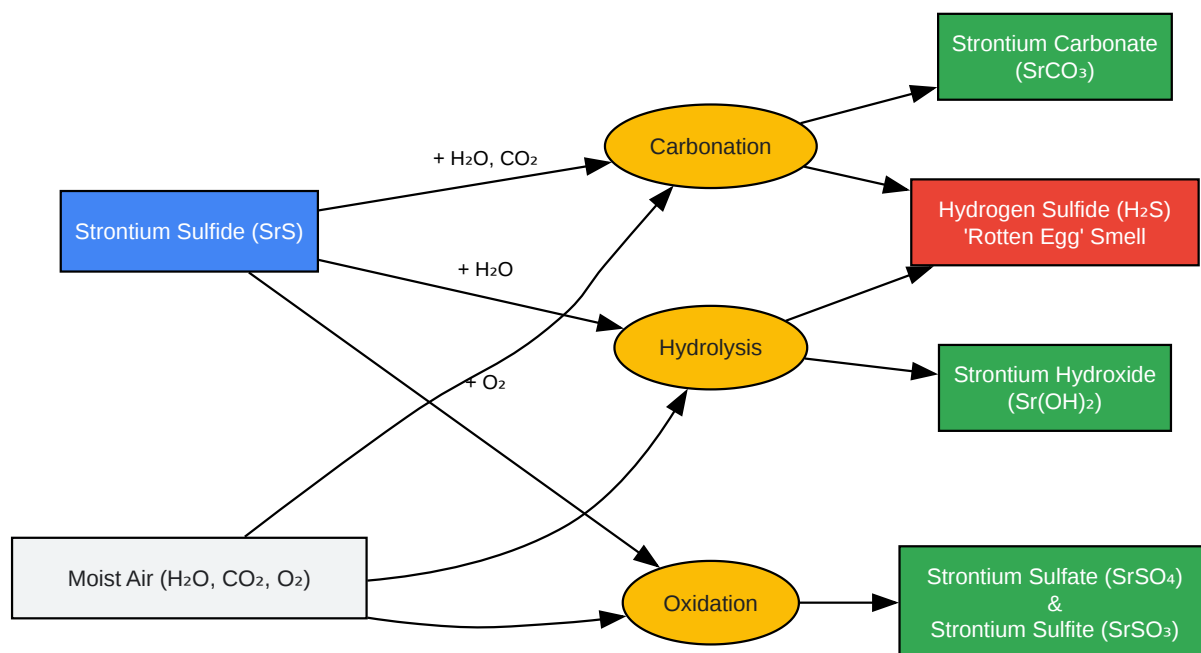 Strontium Carbonate
(SrCO₃)
Carbonation
+ H₂O, CO₂
Strontium Sulfide (SrS)
Hydrogen Sulfide (H₂S)
'Rotten Egg' Smell
+ H₂O
Hydrolysis
Strontium Hydroxide
(Sr(OH)₂)
+ O₂
Moist Air (H₂O, CO₂, O₂)
Oxidation
Strontium Sulfate (SrSO₄)
&
Strontium Sulfite (SrSO₃)